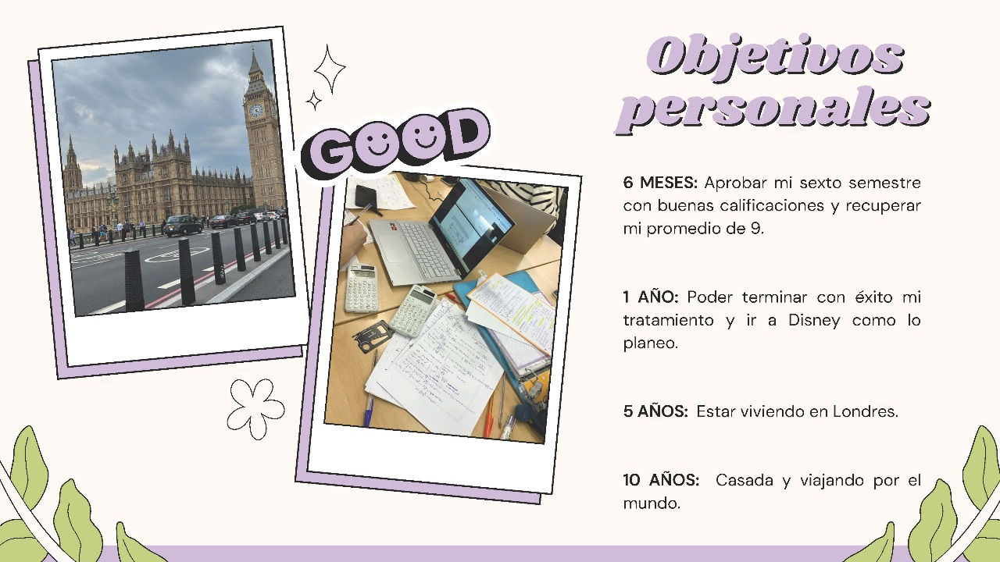 GOOD
Objetivos
personales
6 MESES: Aprobar mi sexto semestre
con buenas calificaciones y recuperar
mi promedio de 9.
1 AÑO: Poder terminar con éxito mi
tratamiento y ir a Disney como lo
planeo.
5 AÑOS: Estar viviendo en Londres.
10 AÑOS: Casada y viajando por el
mundo.